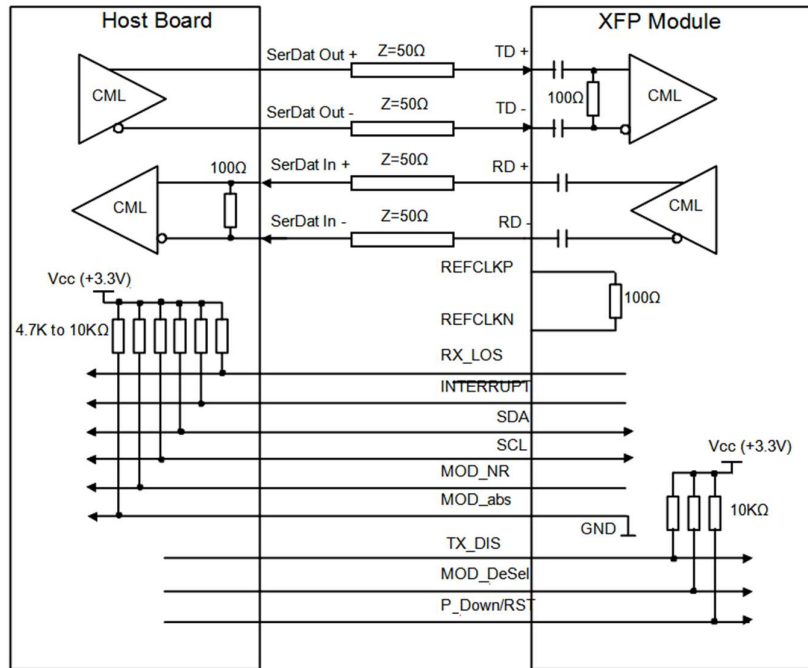 Host Board
XFP Module
SerDat Out +
Z=50Ω
TD +
CML
100Ω
CML
SerDat Out -
Z=50Ω
TD -
SerDat In +
Z=50Ω
RD +
100Ω
CML
CML
SerDat In -
Z=50Ω
RD -
REFCLKP
Vcc (+3.3V)
100Ω
REFCLKN
4.7K to 10KΩ
RX_LOS
INTERRUPT
SDA
SCL
Vcc (+3.3V)
MOD_NR
MOD_abs
10KΩ
GND
TX_DIS
MOD_DeSel
P_Down/RST